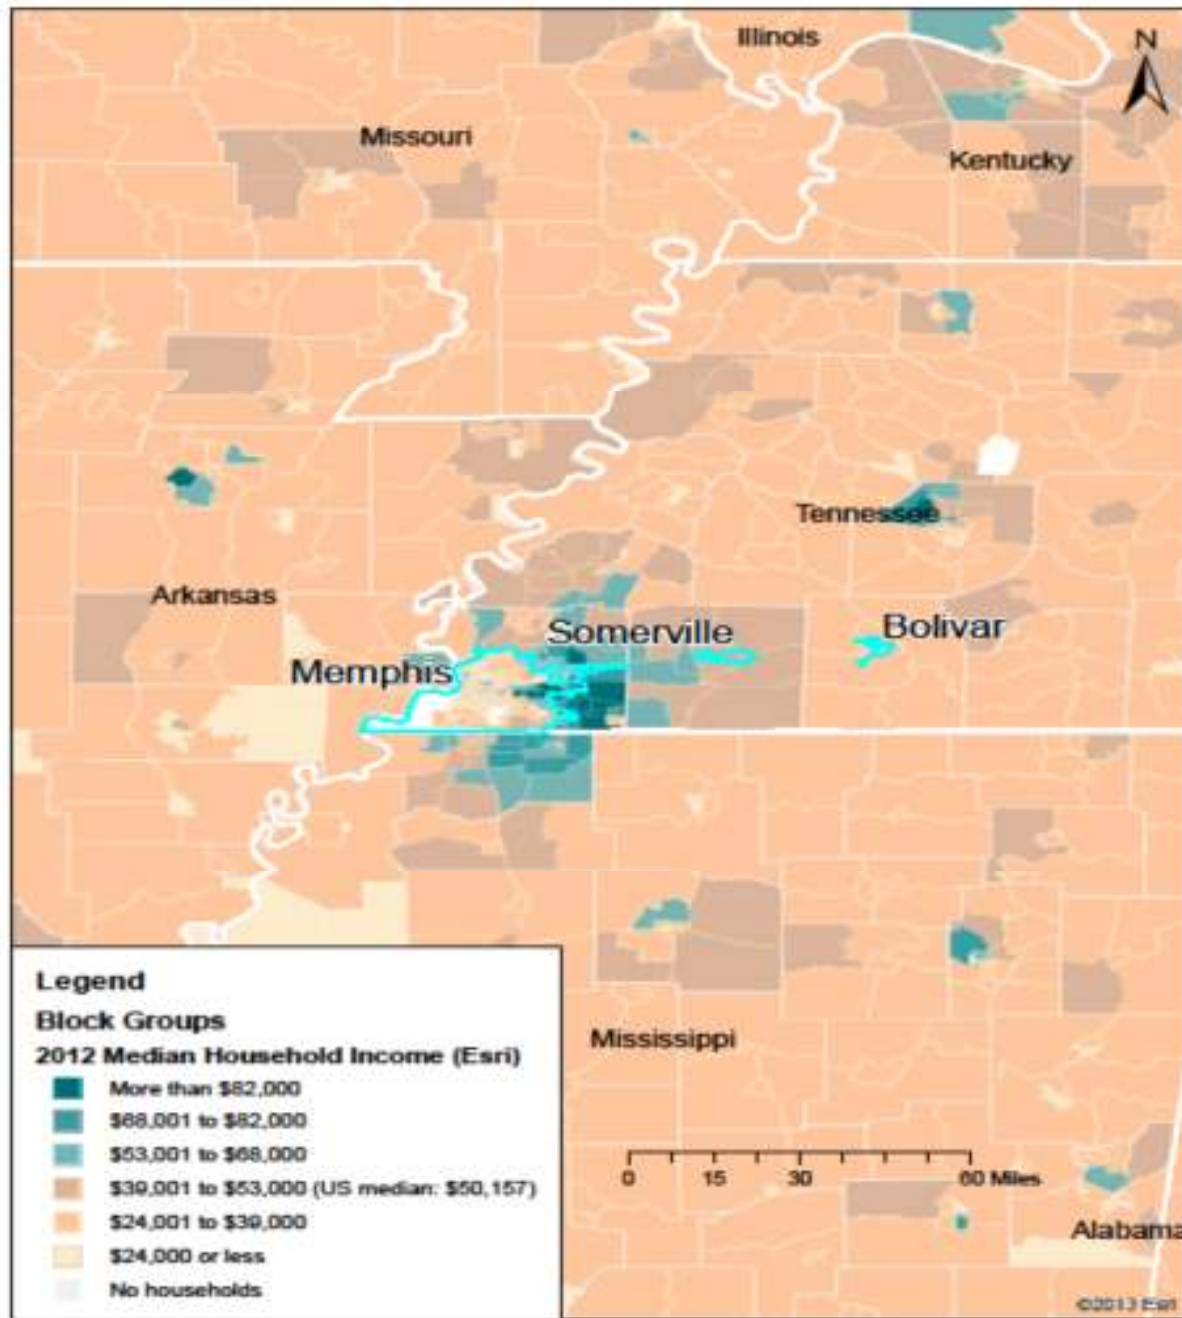 Illinois
N
Missouri
Kentucky
Tennessee
Arkansas
Somerville
Bolivar
Memphis
Legend
Block Groups
2012 Median Household Income (Esri)
More than $82,000
$68,001 to $82,000
$53,001 to $68,000
$39,001 to $53,000 (US median: $50,157)
$24,001 to $39,000
$24,000 or less
No households
Mississippi
0 15 30 60 Miles
Alabama
©2013 Esri